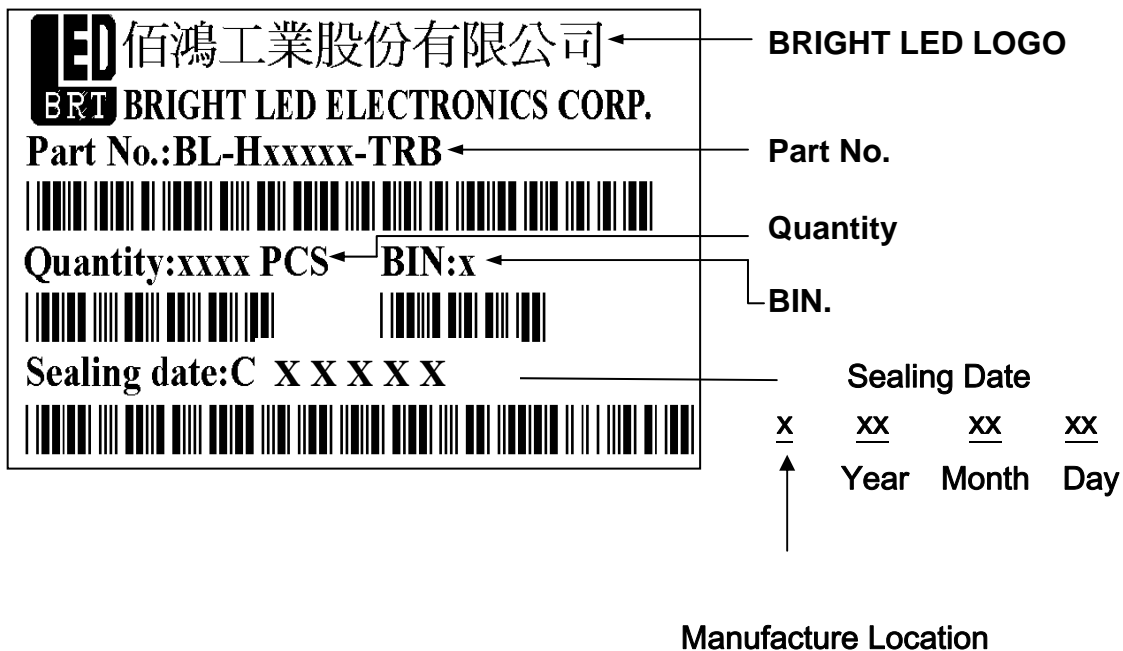 LED 佰鴻工業股份有限公司 BRIGHT LED LOGO
BRT BRIGHT LED ELECTRONICS CORP.
Part No.:BL-Hxxxxx-TRB Part No.
Quantity
Quantity:xxxx PCS BIN:x
BIN.
Sealing date:C X X X X X Sealing Date
x xx xx xx
Year Month Day
Manufacture Location